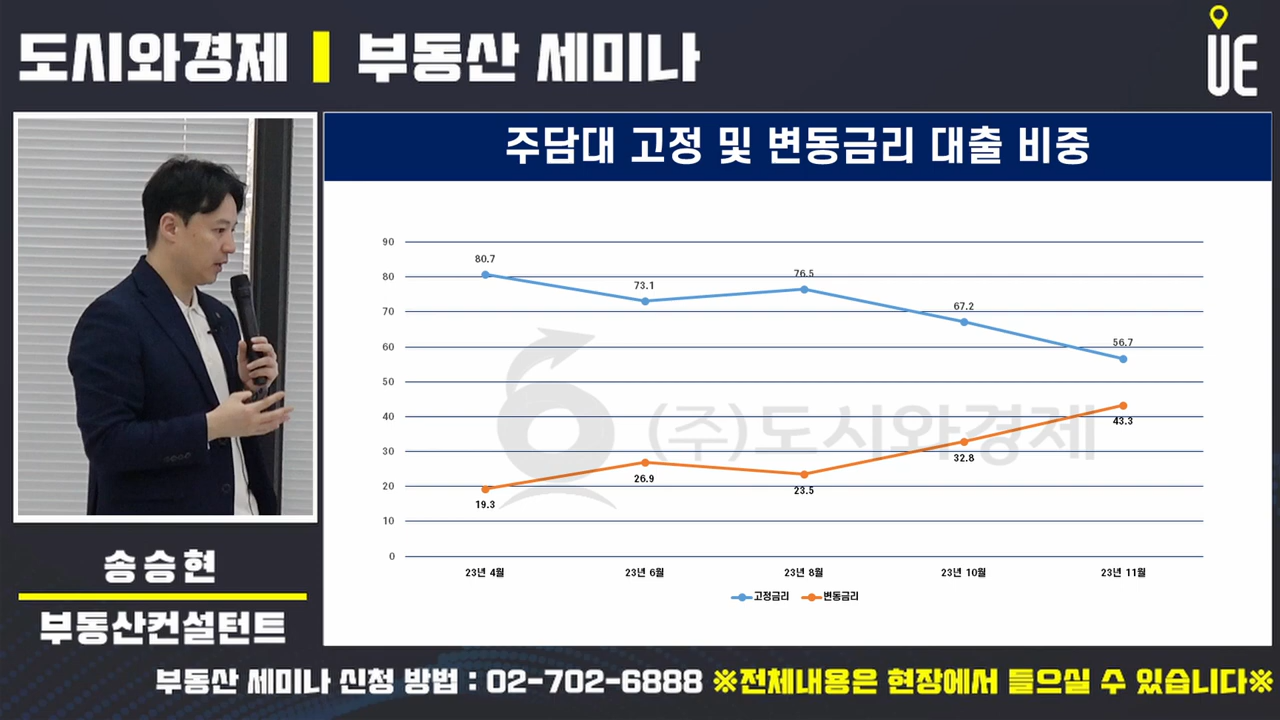 도시와경제 | 부동산 세미나
UE
주담대 고정 및 변동금리 대출 비중
90
80
70
60
50
40
30
20
10
0
80.7
73.1
76.5
67.2
56.7
19.3
26.9
23.5
32.8
43.3
(주)도시와경제
23년 4월 23년 6월 23년 8월 23년 10월 23년 11월
고정금리 변동금리
송승현
부동산컨설턴트
부동산 세미나 신청 방법 : 02-702-6888 ※전체내용은 현장에서 들으실 수 있습니다※